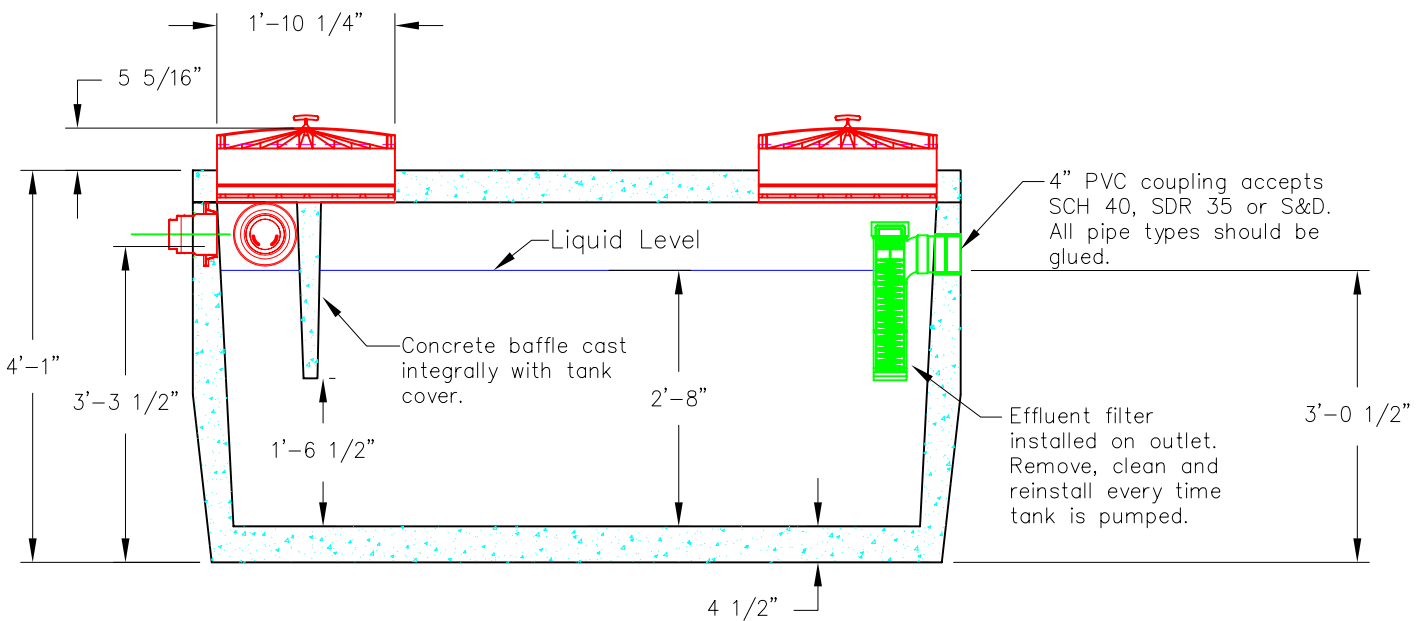 1'-10 1/4"
5 5/16"
4" PVC coupling accepts
SCH 40, SDR 35 or S&D.
All pipe types should be
glued.
Liquid Level
Concrete baffle cast
integrally with tank
cover.
4'-1"
3'-3 1/2"
2'-8"
1'-6 1/2"
3'-0 1/2"
Effluent filter
installed on outlet.
Remove, clean and
reinstall every time
tank is pumped.
4 1/2"